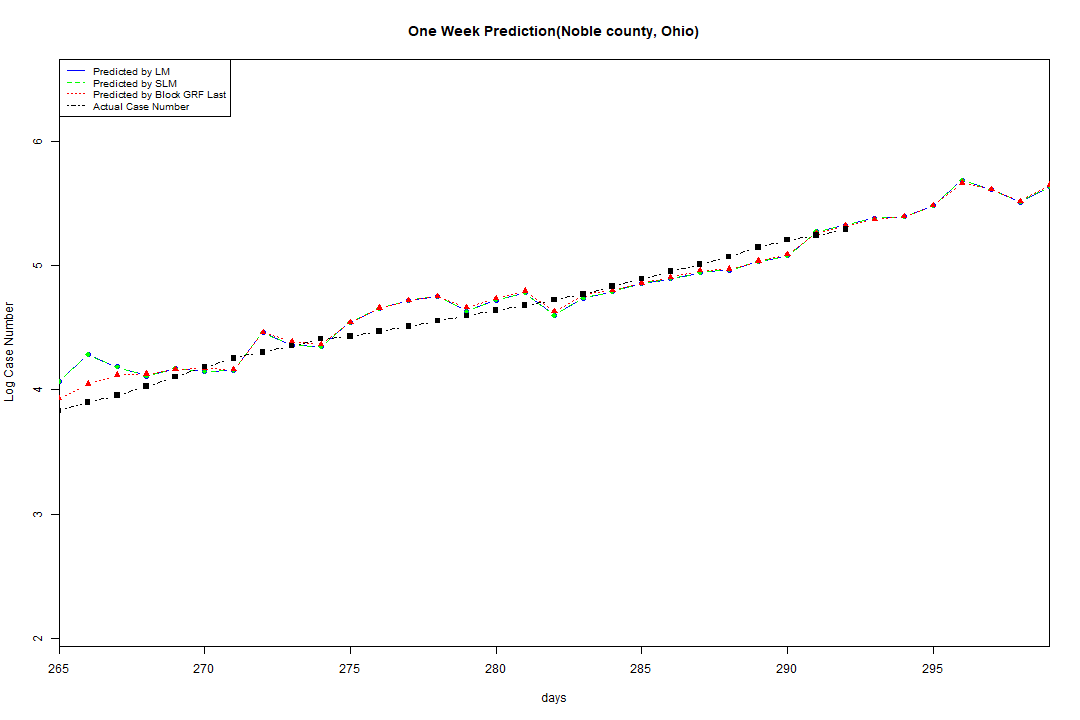 One Week Prediction(Noble county, Ohio)
Predicted by LM
Predicted by SLM
Predicted by Block GRF Last
Actual Case Number
6
5
4
3
2
Log Case Number
265 270 275 280 285 290 295
days